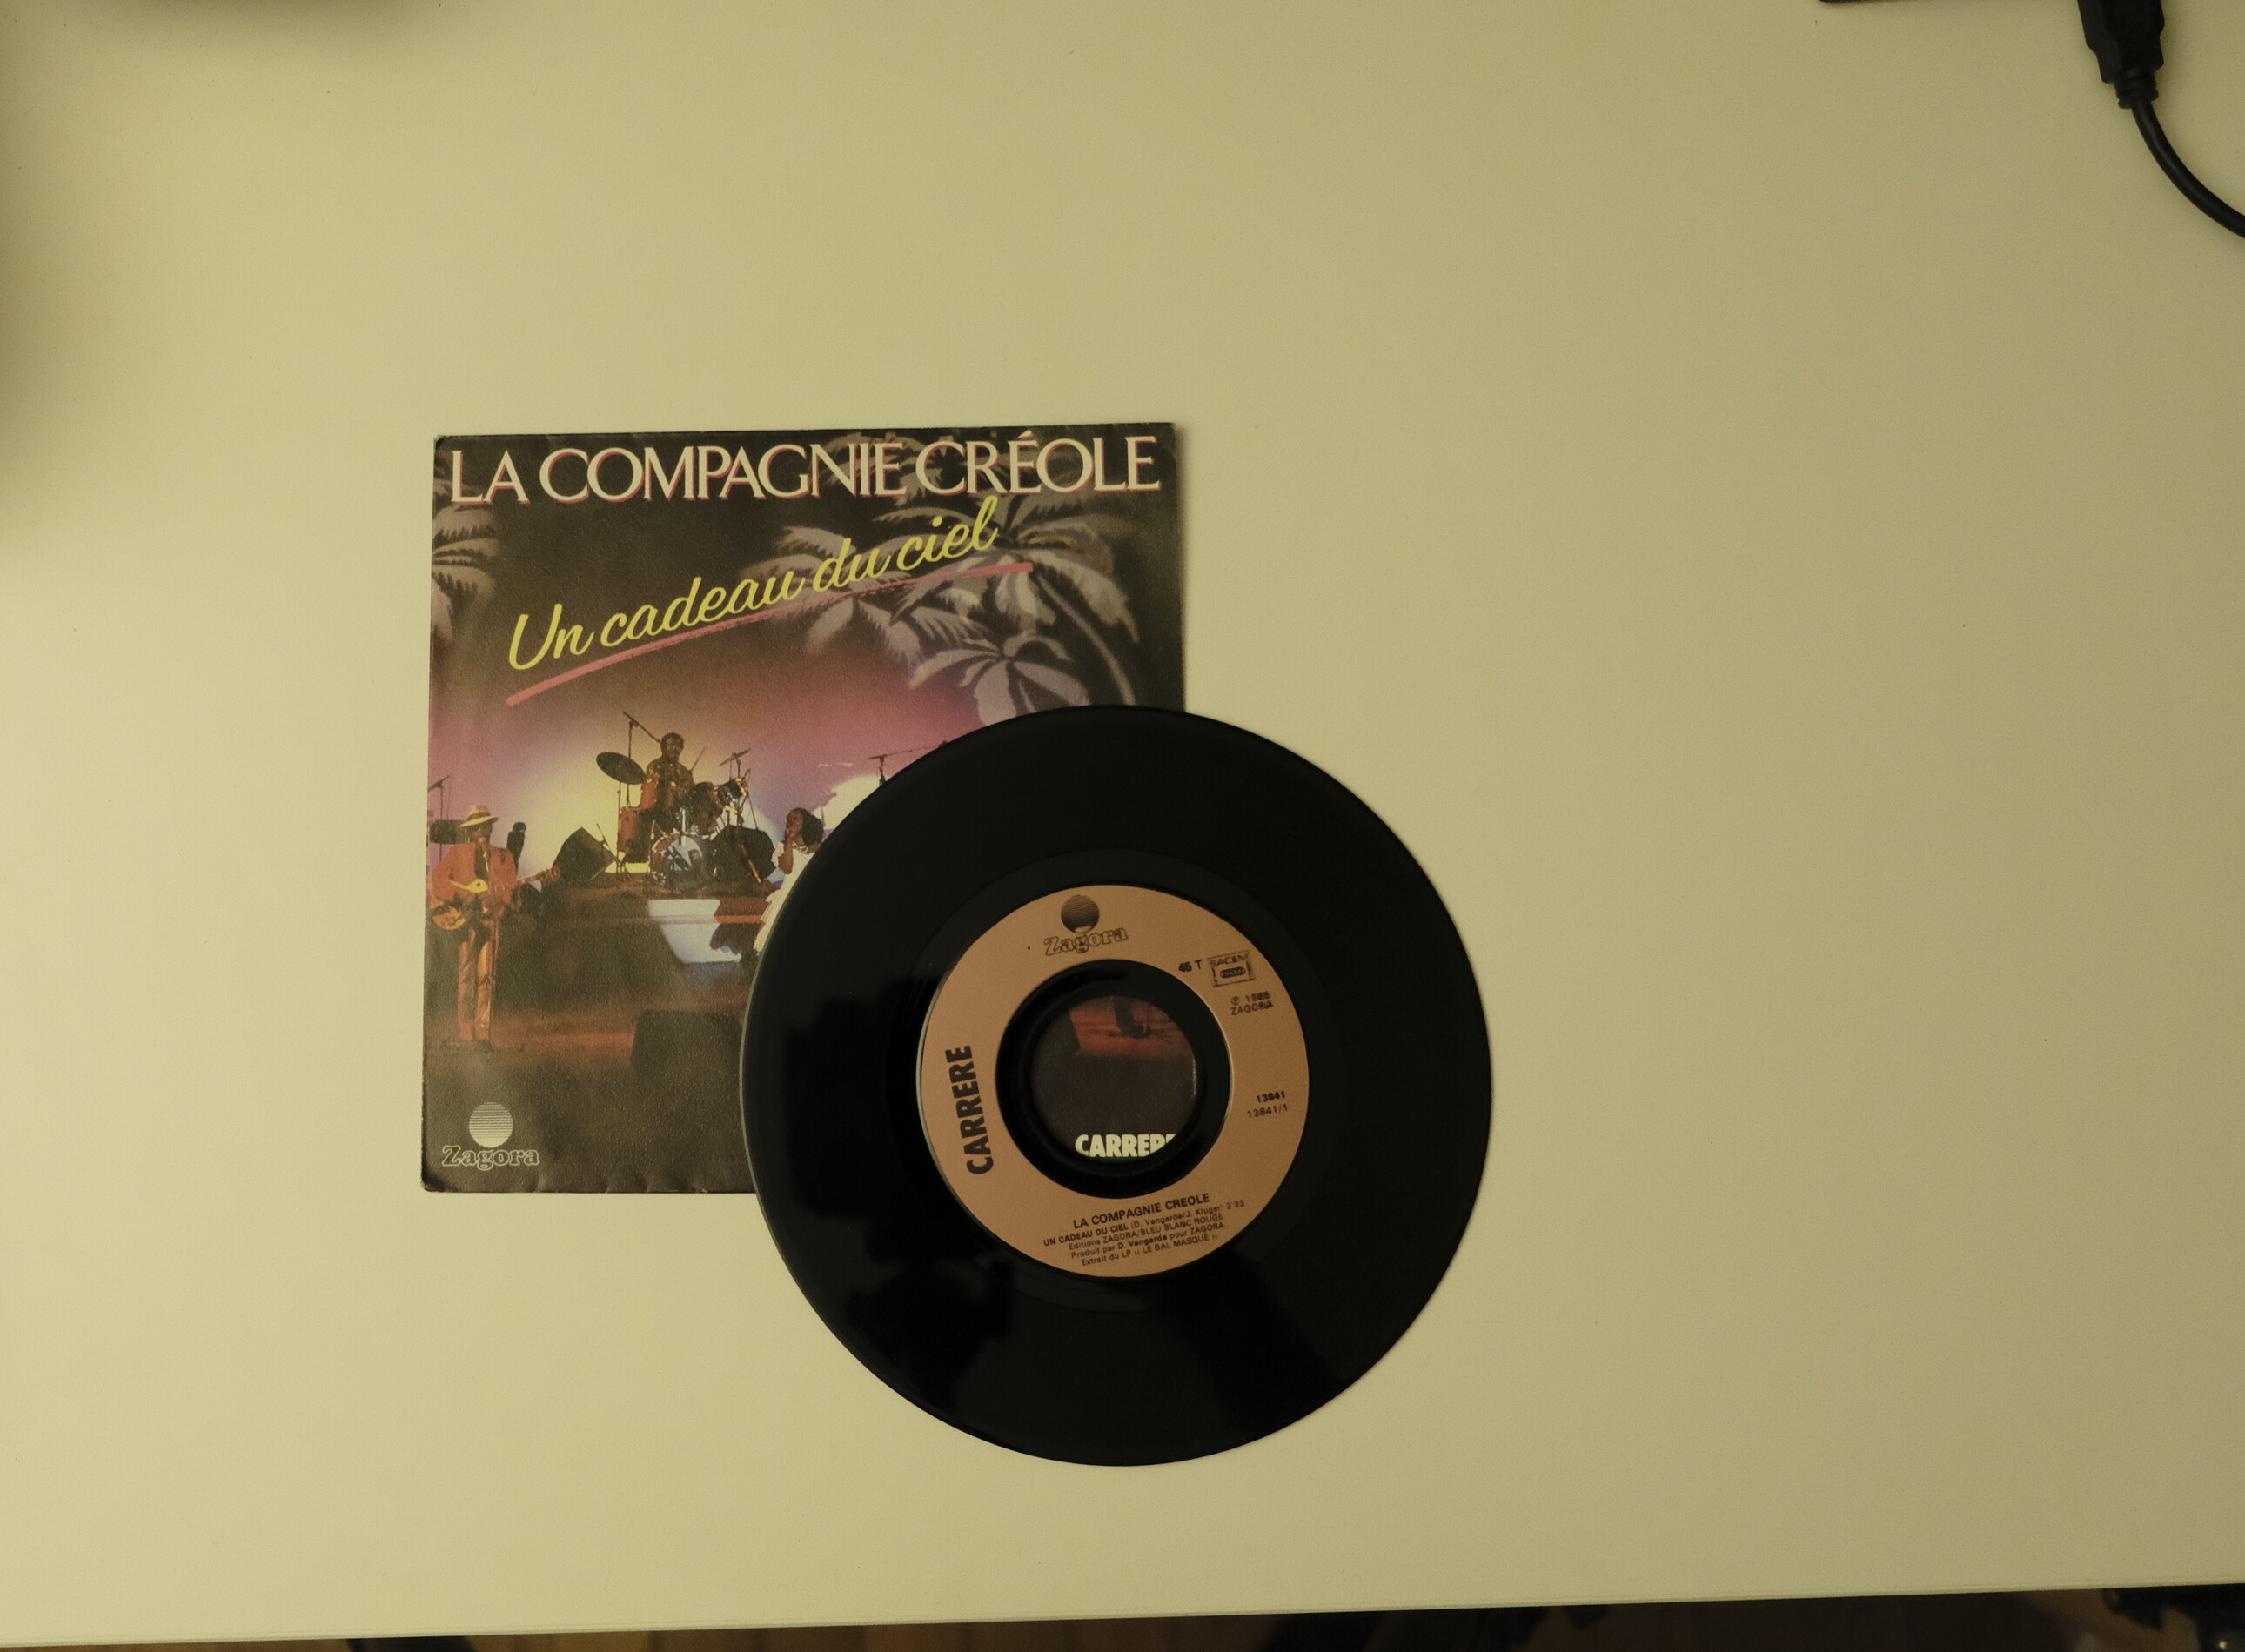 LA COMPAGNIE CRÉOLE
Un cadeau du ciel
Zagora
Zagora
45 T SACEM
ZAGORA
CARRERE
13841
13841/1
CARRERE
LA COMPAGNIE CREOLE
UN CADEAU DU CIEL (D. Vangarde/J. Kluger) 3'33
Editions ZAGORA/BLEU BLANC ROUGE
Produit par D. Vangarde pour ZAGORA
Extrait du LP « LE BAL MASQUÉ »